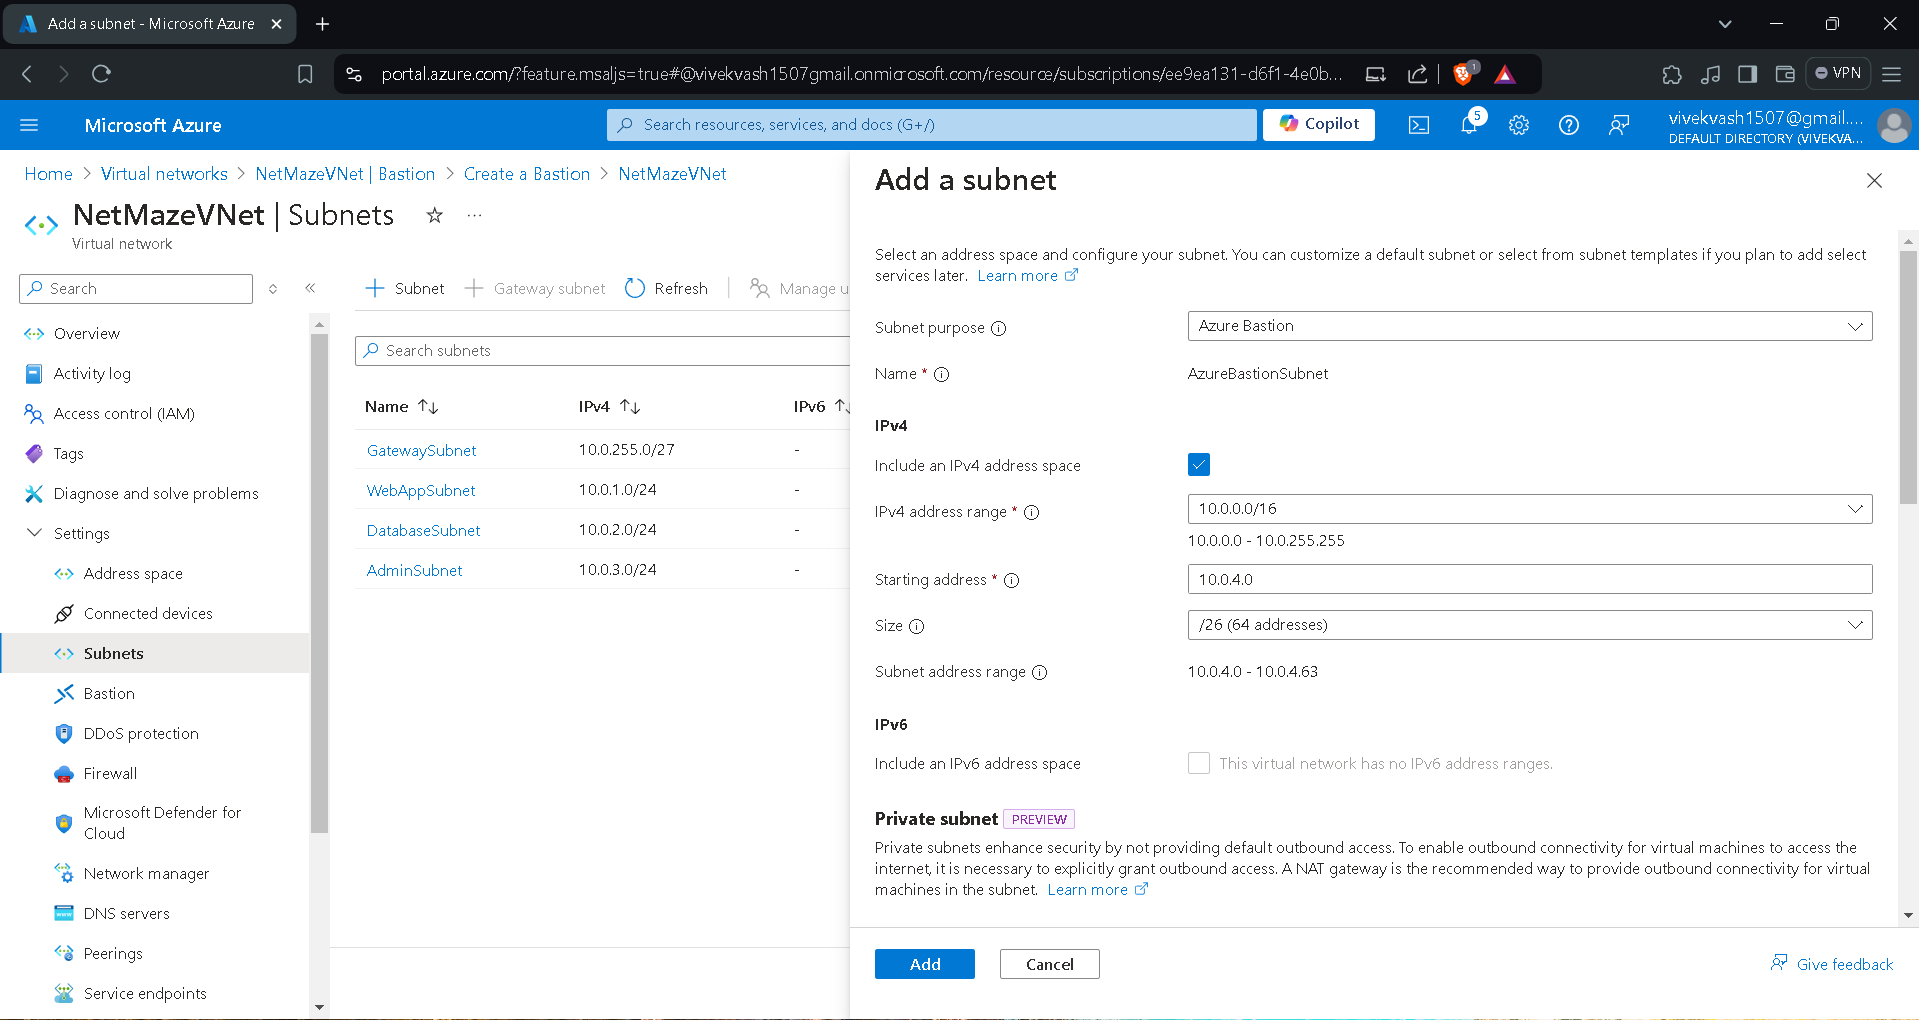 Add a subnet - Microsoft Azure
portal.azure.com/?feature.msaljs=true#@vivekvash1507gmail.onmicrosoft.com/resource/subscriptions/ee9ea131-d6f1-4e0b...
1
VPN
Microsoft Azure
Search resources, services, and docs (G+/)
Copilot
5
vivekvash1507@gmail....
DEFAULT DIRECTORY (VIVEKVA...
Home > Virtual networks > NetMazeVNet | Bastion > Create a Bastion > NetMazeVNet
NetMazeVNet | Subnets
Virtual network
Search
Overview
Activity log
Access control (IAM)
Tags
Diagnose and solve problems
Settings
Address space
Connected devices
Subnets
Bastion
DDoS protection
Firewall
Microsoft Defender for
Cloud
Network manager
DNS servers
Peerings
Service endpoints
Subnet
Gateway subnet
Refresh
Manage u
Search subnets
Name IPv4 IPv6
GatewaySubnet 10.0.255.0/27 -
WebAppSubnet 10.0.1.0/24 -
DatabaseSubnet 10.0.2.0/24 -
AdminSubnet 10.0.3.0/24 -
Add a subnet
Select an address space and configure your subnet. You can customize a default subnet or select from subnet templates if you plan to add select
services later. Learn more
Subnet purpose Azure Bastion
Name * AzureBastionSubnet
IPv4
Include an IPv4 address space
IPv4 address range * 10.0.0.0/16
10.0.0.0 - 10.0.255.255
Starting address * 10.0.4.0
Size /26 (64 addresses)
Subnet address range 10.0.4.0 - 10.0.4.63
IPv6
Include an IPv6 address space This virtual network has no IPv6 address ranges.
Private subnet PREVIEW
Private subnets enhance security by not providing default outbound access. To enable outbound connectivity for virtual machines to access the
internet, it is necessary to explicitly grant outbound access. A NAT gateway is the recommended way to provide outbound connectivity for virtual
machines in the subnet. Learn more
Add
Cancel
Give feedback